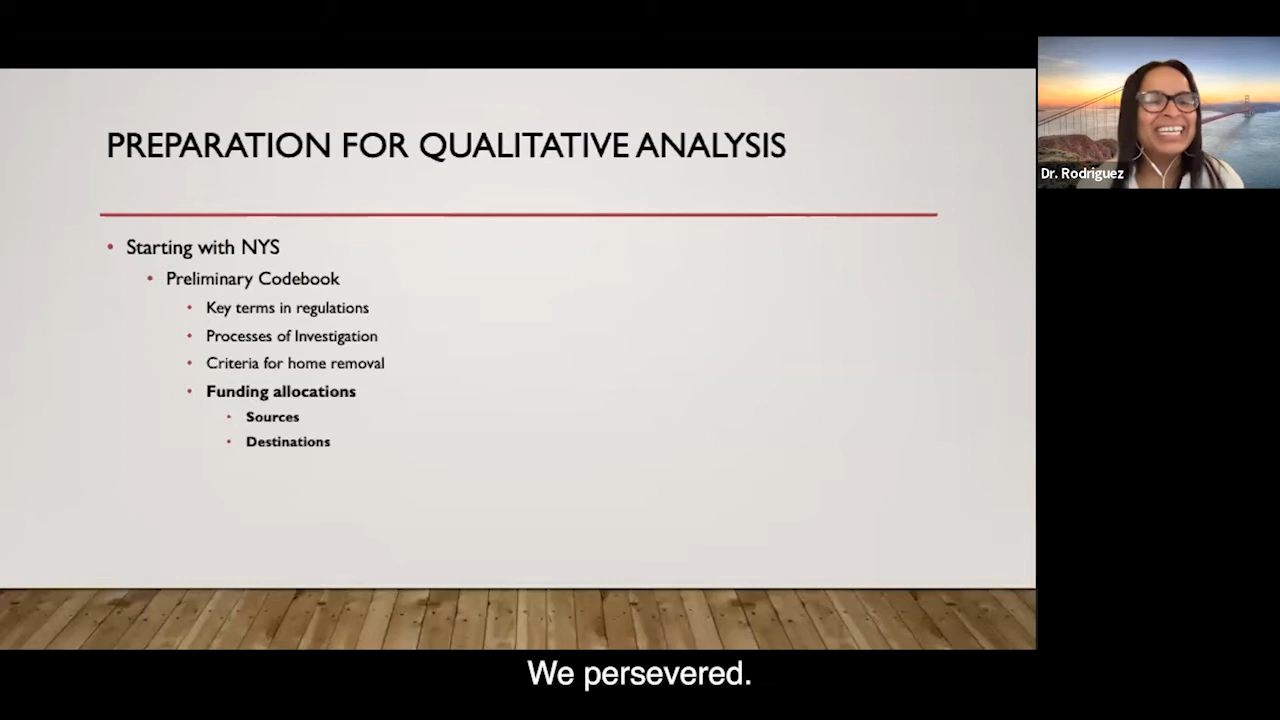 PREPARATION FOR QUALITATIVE ANALYSIS
Dr. Rodriguez
• Starting with NYS
• Preliminary Codebook
• Key terms in regulations
• Processes of Investigation
• Criteria for home removal
• Funding allocations
• Sources
• Destinations
We persevered.